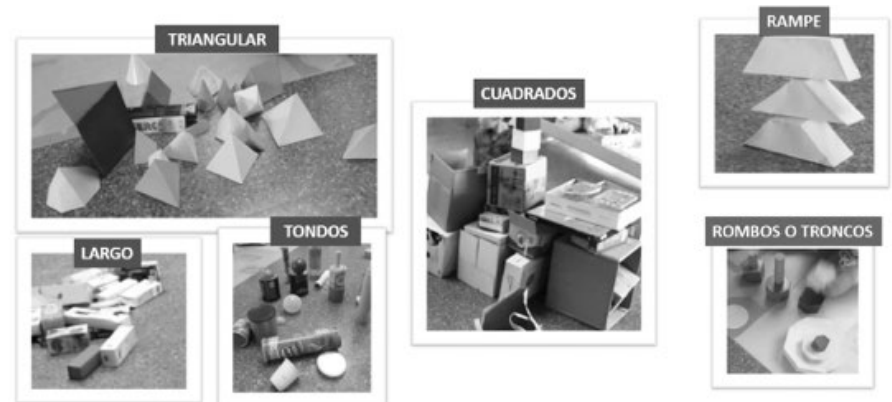 TRIANGULAR
CUADRADOS
RAMPE
LARGO
TONDOS
ROMBOS O TRONCOS